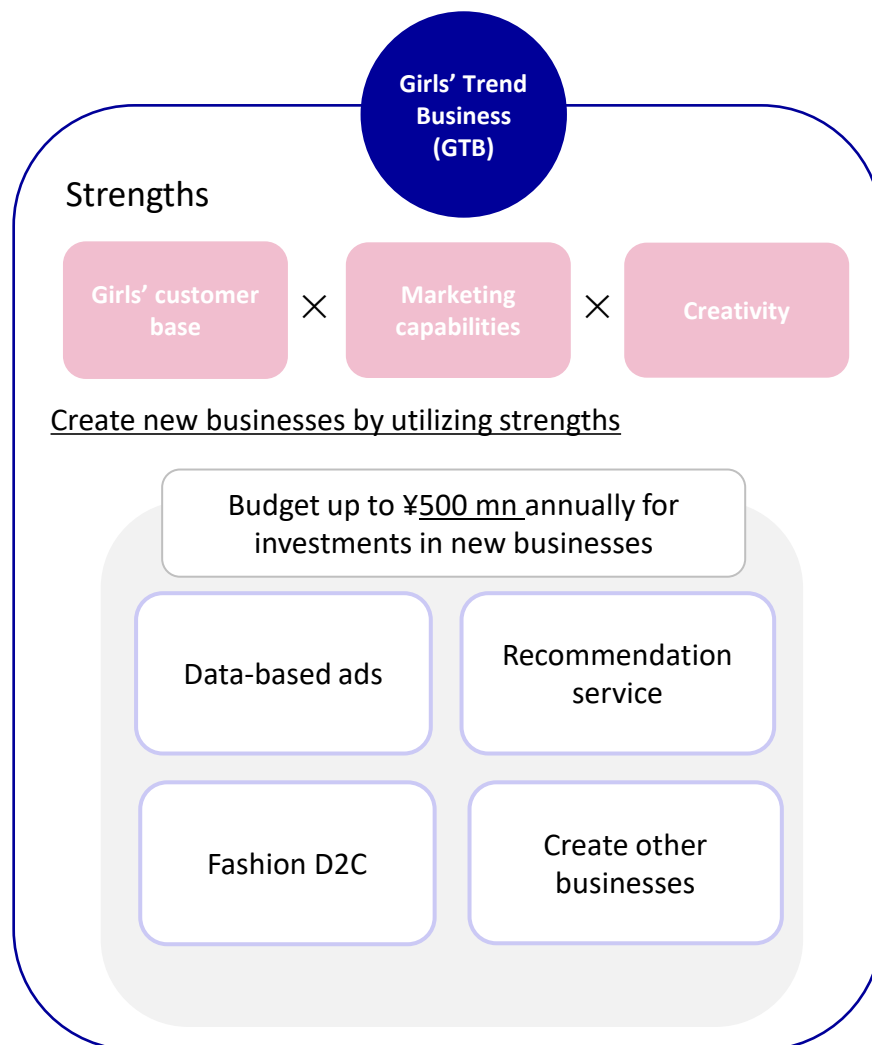 Girls’ Trend
Business
(GTB)
Strengths
Girls’ customer
base
×
Marketing
capabilities
×
Creativity
Create new businesses by utilizing strengths
Budget up to ¥500 mn annually for
investments in new businesses
Data-based ads
Recommendation
service
Fashion D2C
Create other
businesses